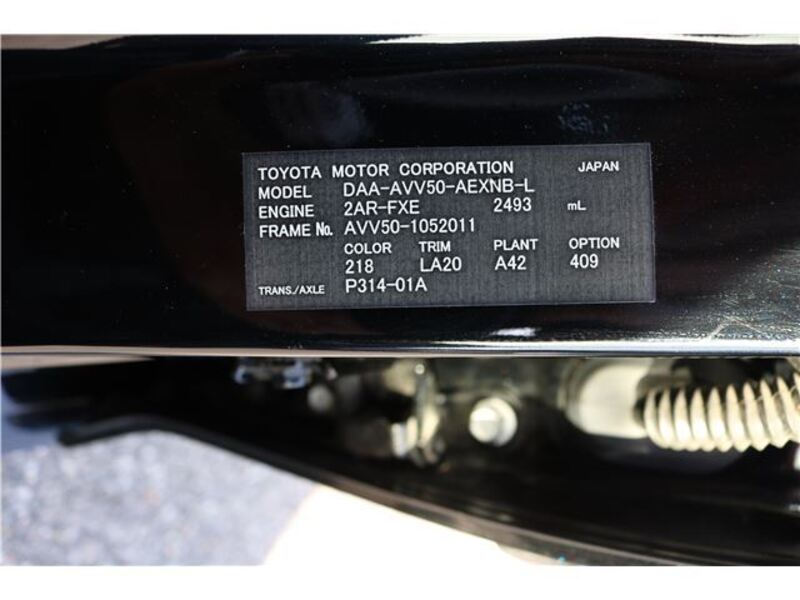 TOYOTA MOTOR CORPORATION JAPAN
MODEL DAA-AVV50-AEXNB-L
ENGINE 2AR-FXE 2493 mL
FRAME No. AVV50-1052011
COLOR TRIM PLANT OPTION
218 LA20 A42 409
TRANS./AXLE P314-01A